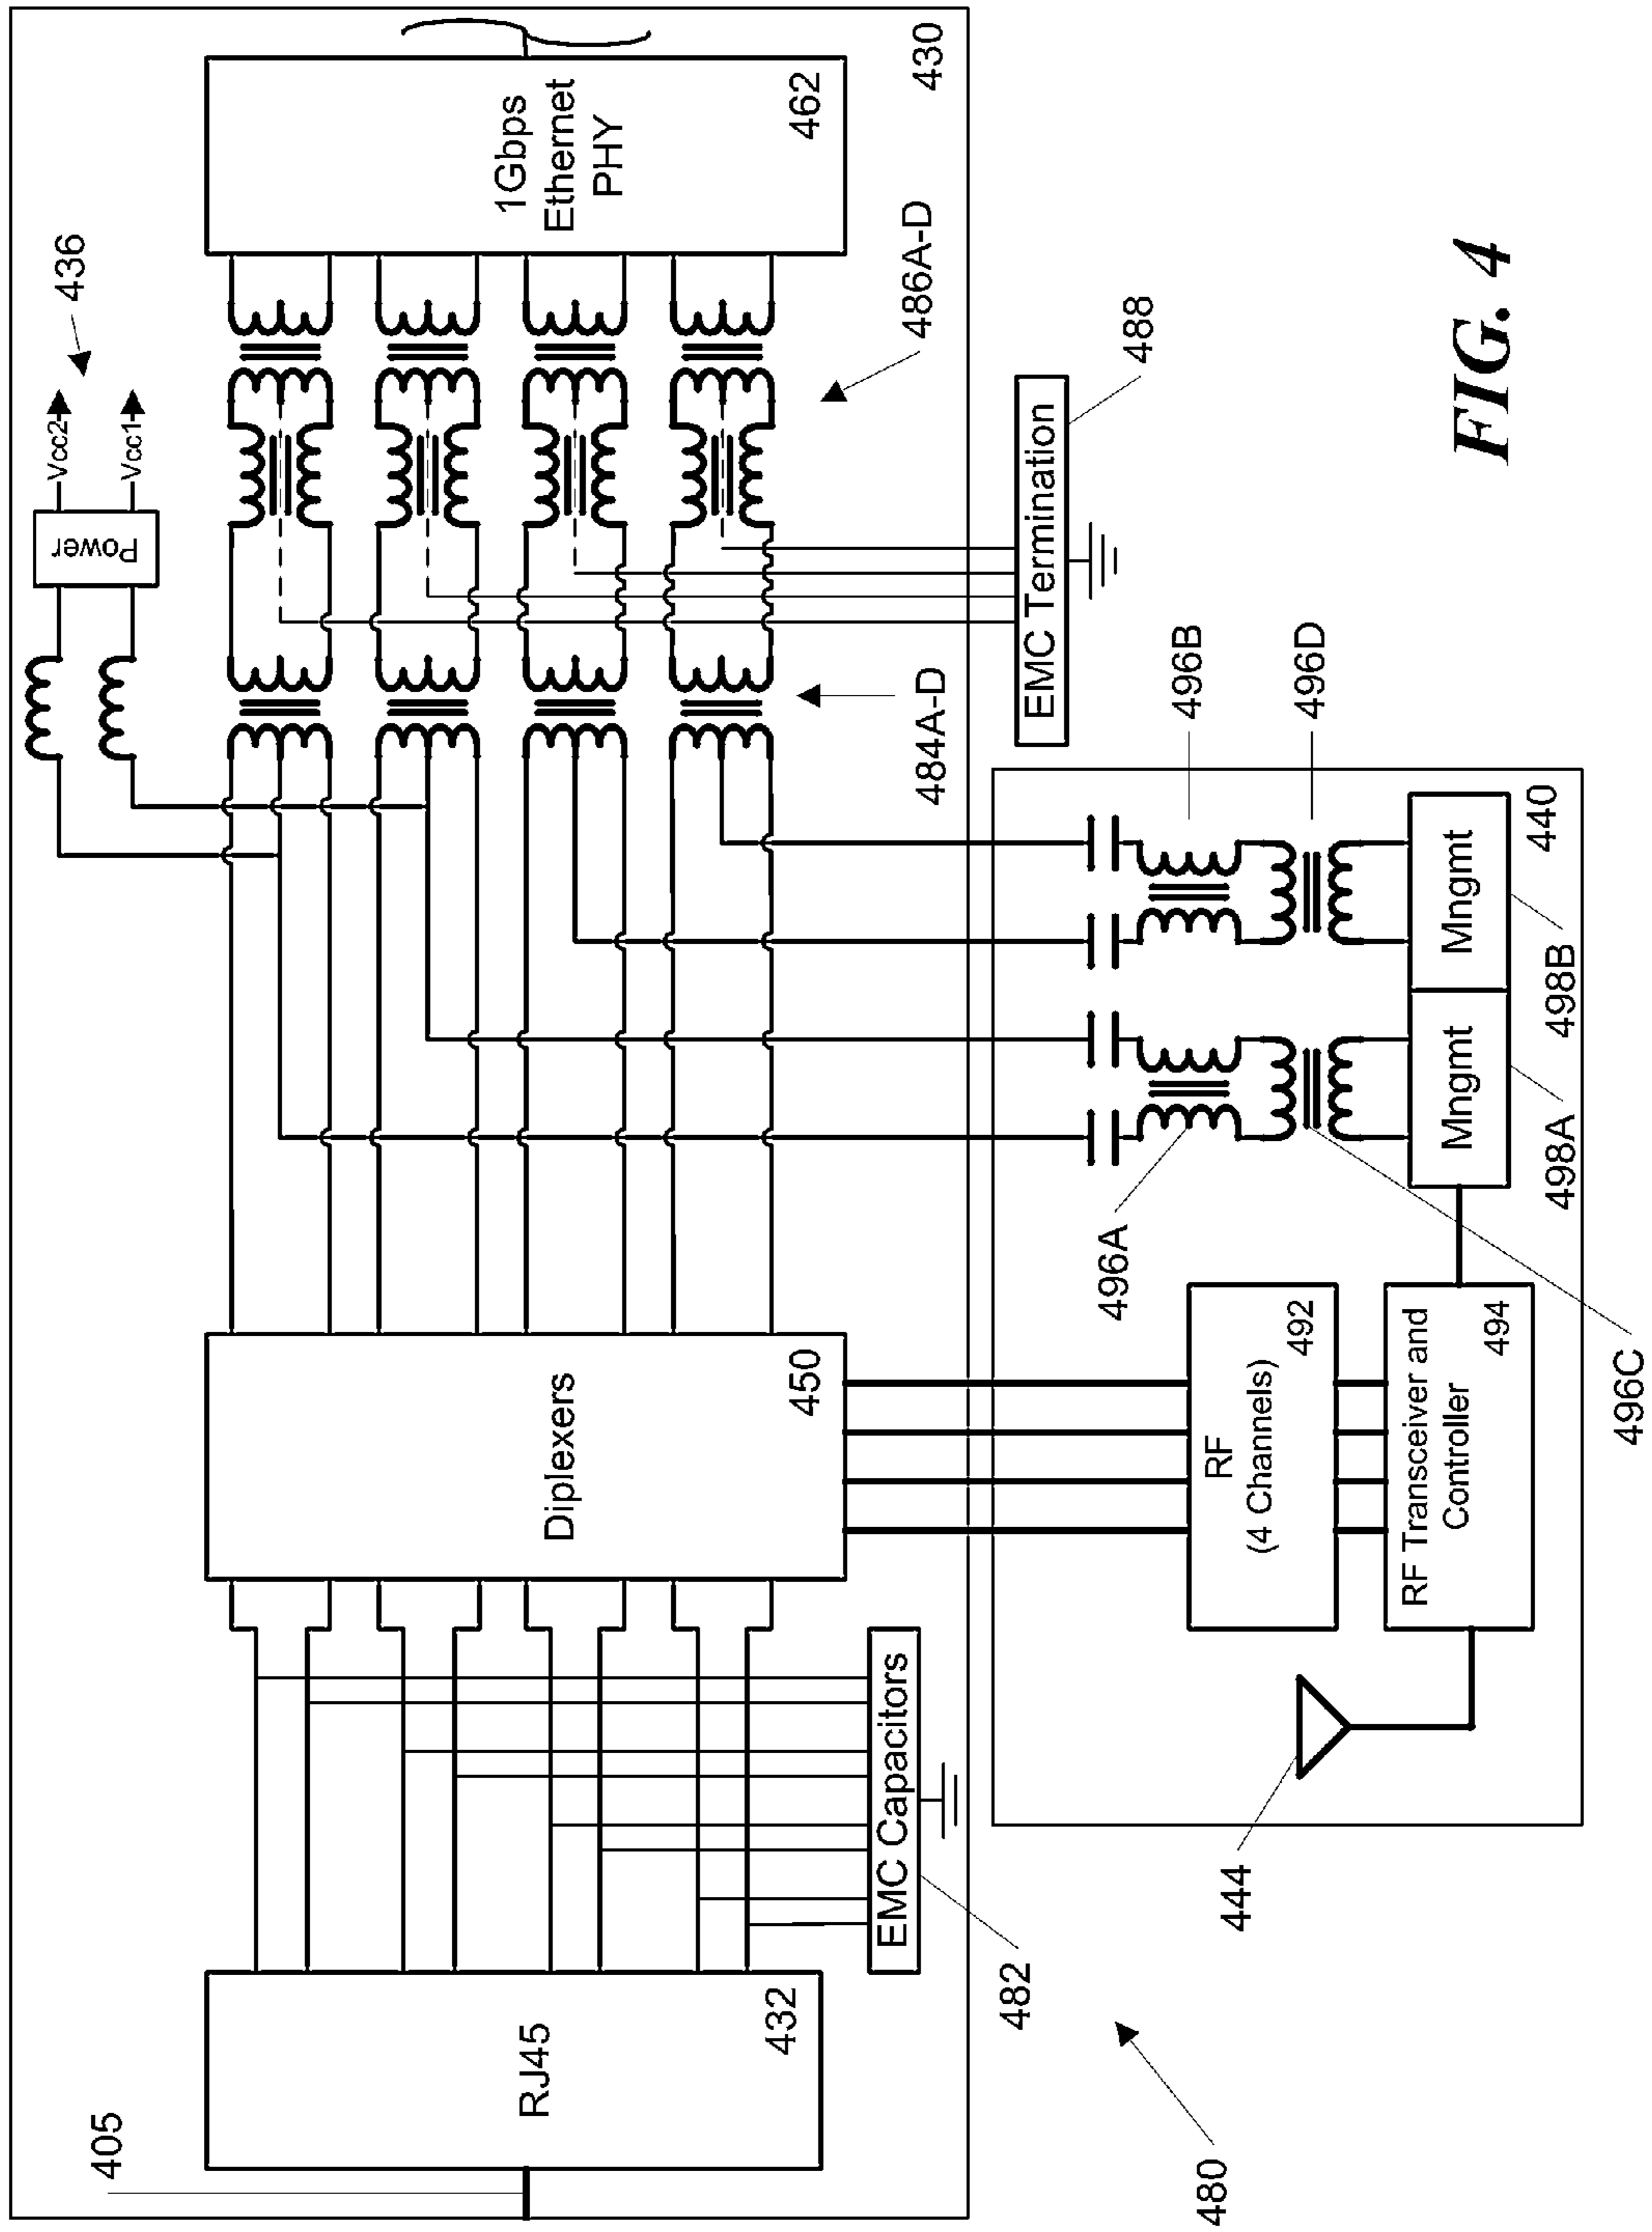 405
RJ45
432
EMC Capacitors
482
480
Diplexers
450
436
Power
Vcc2
Vcc1
484A-D
486A-D
1Gbps
Ethernet
PHY
462
430
EMC Termination
488
444
RF
(4 Channels)
492
RF Transceiver and
Controller
494
496A
496B
496C
496D
Mngmt
Mngmt
440
498A
498B
FIG. 4